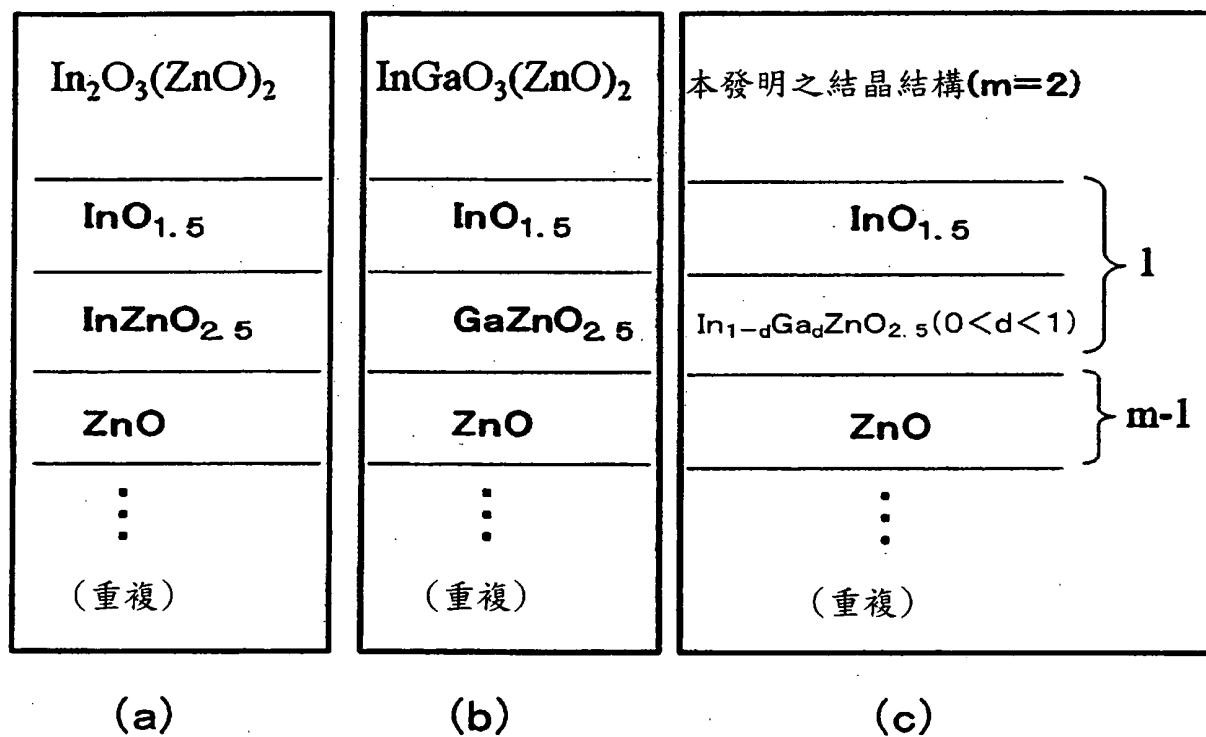 In₂O₃(ZnO)₂
InO₁.₅
InZnO₂.₅
ZnO
⋮
(重複)
(a)
InGaO₃(ZnO)₂
InO₁.₅
GaZnO₂.₅
ZnO
⋮
(重複)
(b)
本發明之結晶結構(m=2)
InO₁.₅
In₁₋dGadZnO₂.₅(0<d<1)
ZnO
⋮
(重複)
(c)
1
m-1